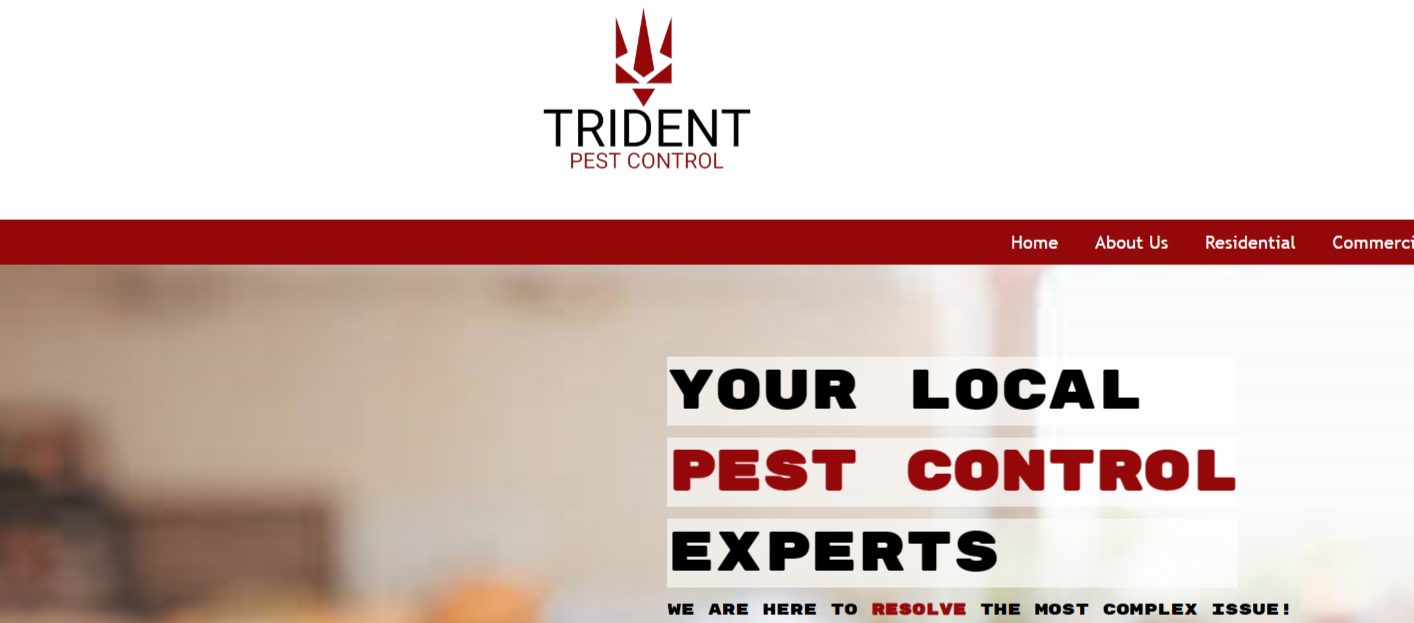 TRIDENT
PEST CONTROL
Home About Us Residential Commerci
YOUR LOCAL
PEST CONTROL
EXPERTS
WE ARE HERE TO RESOLVE THE MOST COMPLEX ISSUE!